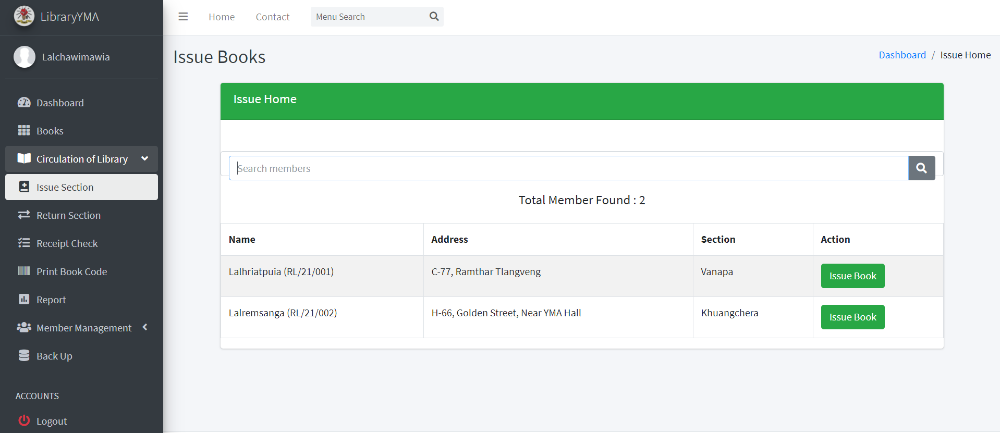 LibraryYMA
Lalchawimawia
Dashboard
Books
Circulation of Library
Issue Section
Return Section
Receipt Check
Print Book Code
Report
Member Management
Back Up
ACCOUNTS
Logout
Home Contact Menu Search
Issue Books
Dashboard / Issue Home
Issue Home
Search members
Total Member Found : 2
Name Address Section Action
Lalhriatpuia (RL/21/001) C-77, Ramthar Tlangveng Vanapa Issue Book
Lalremsanga (RL/21/002) H-66, Golden Street, Near YMA Hall Khuangchera Issue Book